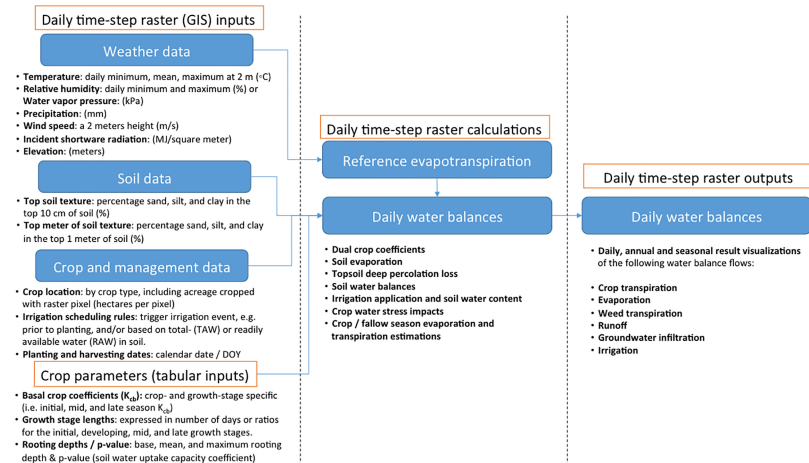 Daily time-step raster (GIS) inputs
Weather data
• Temperature: daily minimum, mean, maximum at 2 m (◦C)
• Relative humidity: daily minimum and maximum (%) or
Water vapor pressure: (kPa)
• Precipitation: (mm)
• Wind speed: a 2 meters height (m/s)
• Incident shortware radiation: (MJ/square meter)
• Elevation: (meters)
Soil data
• Top soil texture: percentage sand, silt, and clay in the
top 10 cm of soil (%)
• Top meter of soil texture: percentage sand, silt, and clay
in the top 1 meter of soil (%)
Crop and management data
• Crop location: by crop type, including acreage cropped
with raster pixel (hectares per pixel)
• Irrigation scheduling rules: trigger irrigation event, e.g.
prior to planting, and/or based on total- (TAW) or readily
available water (RAW) in soil.
• Planting and harvesting dates: calendar date / DOY
Crop parameters (tabular inputs)
• Basal crop coefficients (Kcb): crop- and growth-stage specific
(i.e. initial, mid, and late season Kcb)
• Growth stage lengths: expressed in number of days or ratios
for the initial, developing, mid, and late growth stages.
• Rooting depths / p-value: base, mean, and maximum rooting
depth & p-value (soil water uptake capacity coefficient)
Daily time-step raster calculations
Reference evapotranspiration
Daily water balances
• Dual crop coefficients
• Soil evaporation
• Topsoil deep percolation loss
• Soil water balances
• Irrigation application and soil water content
• Crop water stress impacts
• Crop / fallow season evaporation and
transpiration estimations
Daily time-step raster outputs
Daily water balances
• Daily, annual and seasonal result visualizations
of the following water balance flows:
• Crop transpiration
• Evaporation
• Weed transpiration
• Runoff
• Groundwater infiltration
• Irrigation